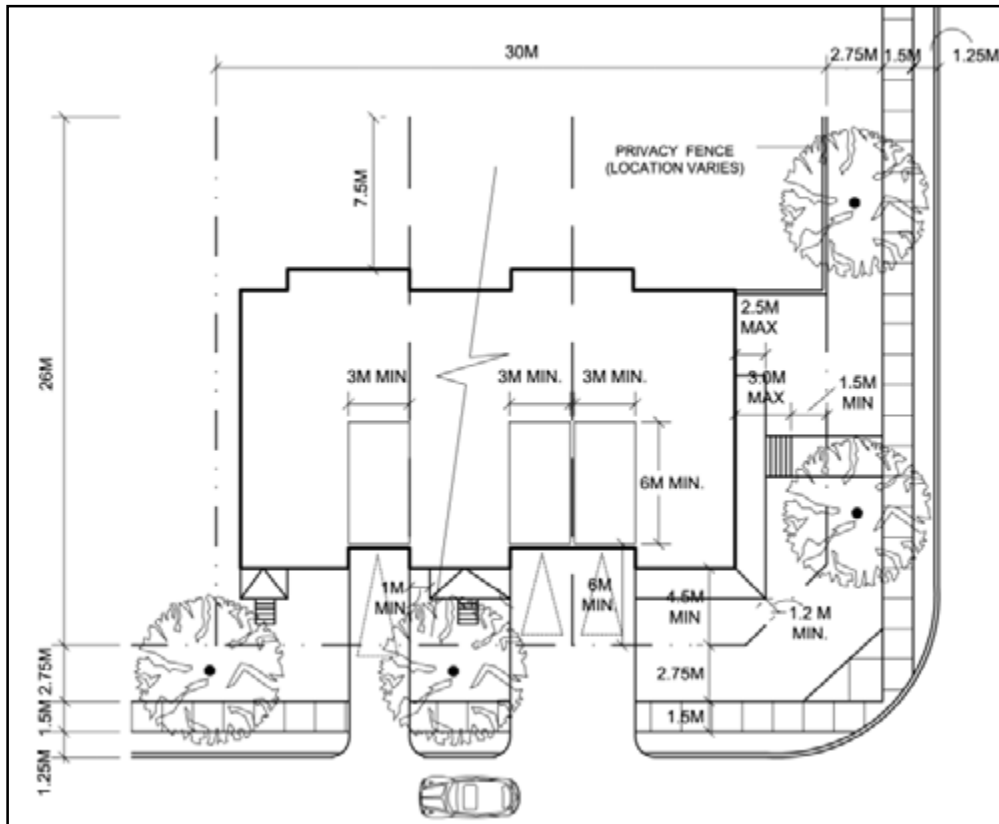 30M
2.75M
1.5M
1.25M
PRIVACY FENCE
(LOCATION VARIES)
7.5M
26M
2.5M
MAX
3M MIN.
3M MIN.
3M MIN.
3.0M
MAX
1.5M
MIN
6M MIN.
1M
MIN.
6M
MIN.
4.5M
MIN
1.2 M
MIN.
2.75M
2.75M
1.5M
1.5M
1.25M